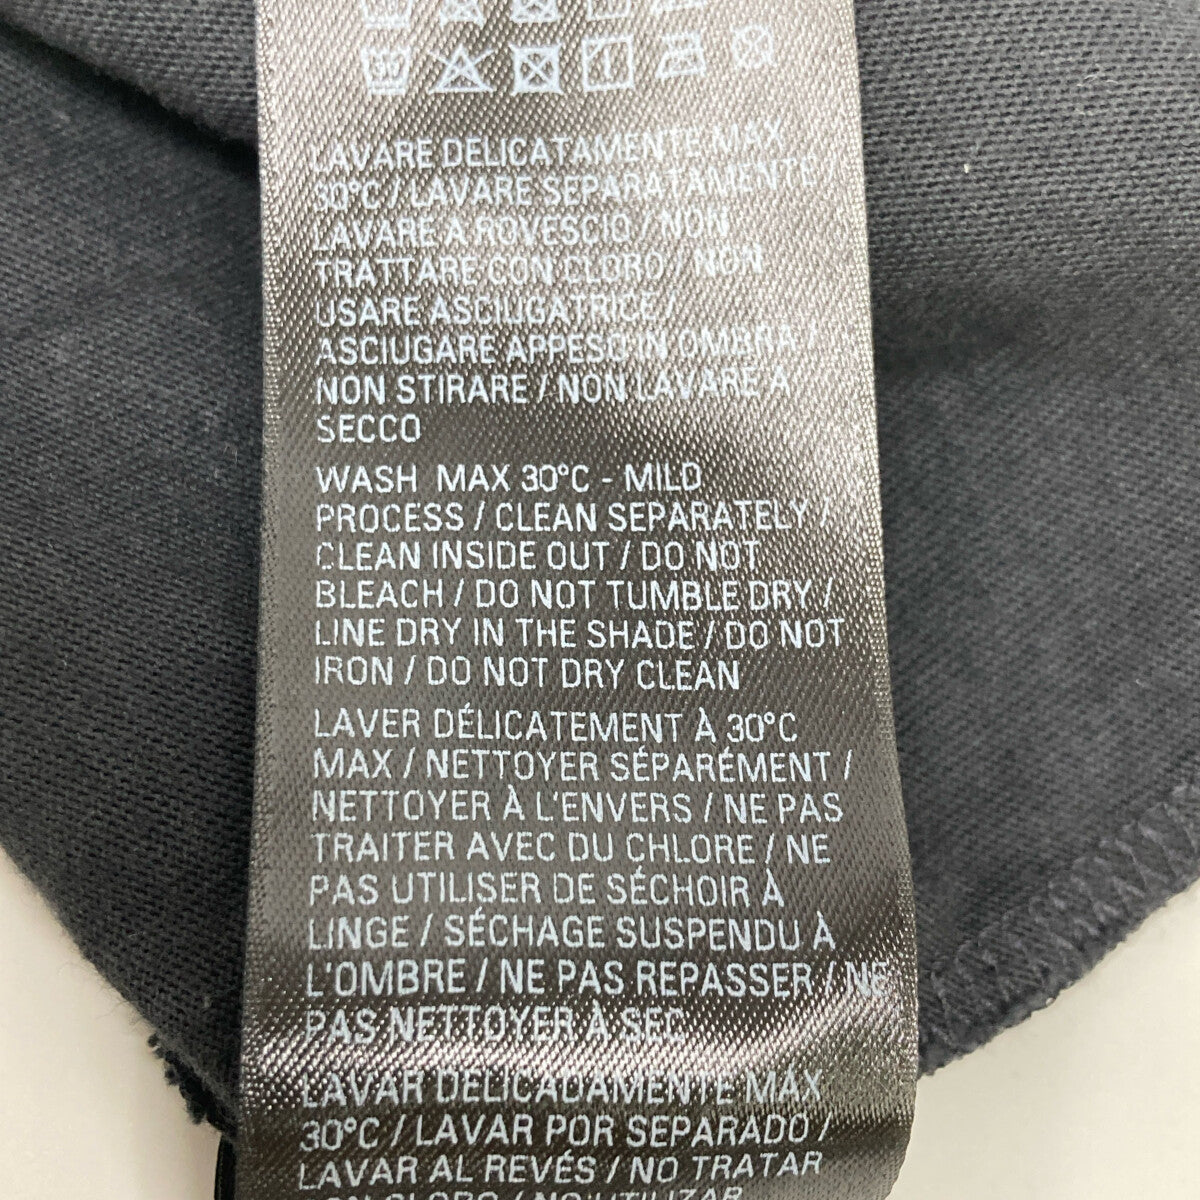 LAVARE DELICATAMENTE MAX
30°C / LAVARE SEPARATAMENTE
LAVARE A ROVESCIO / NON
TRATTARE CON CLORO / NON
USARE ASCIUGATRICE /
ASCIUGARE APPESO IN OMBRA /
NON STIRARE / NON LAVARE A
SECCO
WASH MAX 30°C - MILD
PROCESS / CLEAN SEPARATELY /
CLEAN INSIDE OUT / DO NOT
BLEACH / DO NOT TUMBLE DRY /
LINE DRY IN THE SHADE / DO NOT
IRON / DO NOT DRY CLEAN
LAVER DÉLICATEMENT À 30°C
MAX / NETTOYER SÉPARÉMENT /
NETTOYER À L'ENVERS / NE PAS
TRAITER AVEC DU CHLORE / NE
PAS UTILISER DE SÉCHOIR À
LINGE / SÉCHAGE SUSPENDU À
L'OMBRE / NE PAS REPASSER / NE
PAS NETTOYER À SEC
LAVAR DELICADAMENTE MÁX
30°C / LAVAR POR SEPARADO /
LAVAR AL REVÉS / NO TRATAR
CLORO / NO UTILIZAR